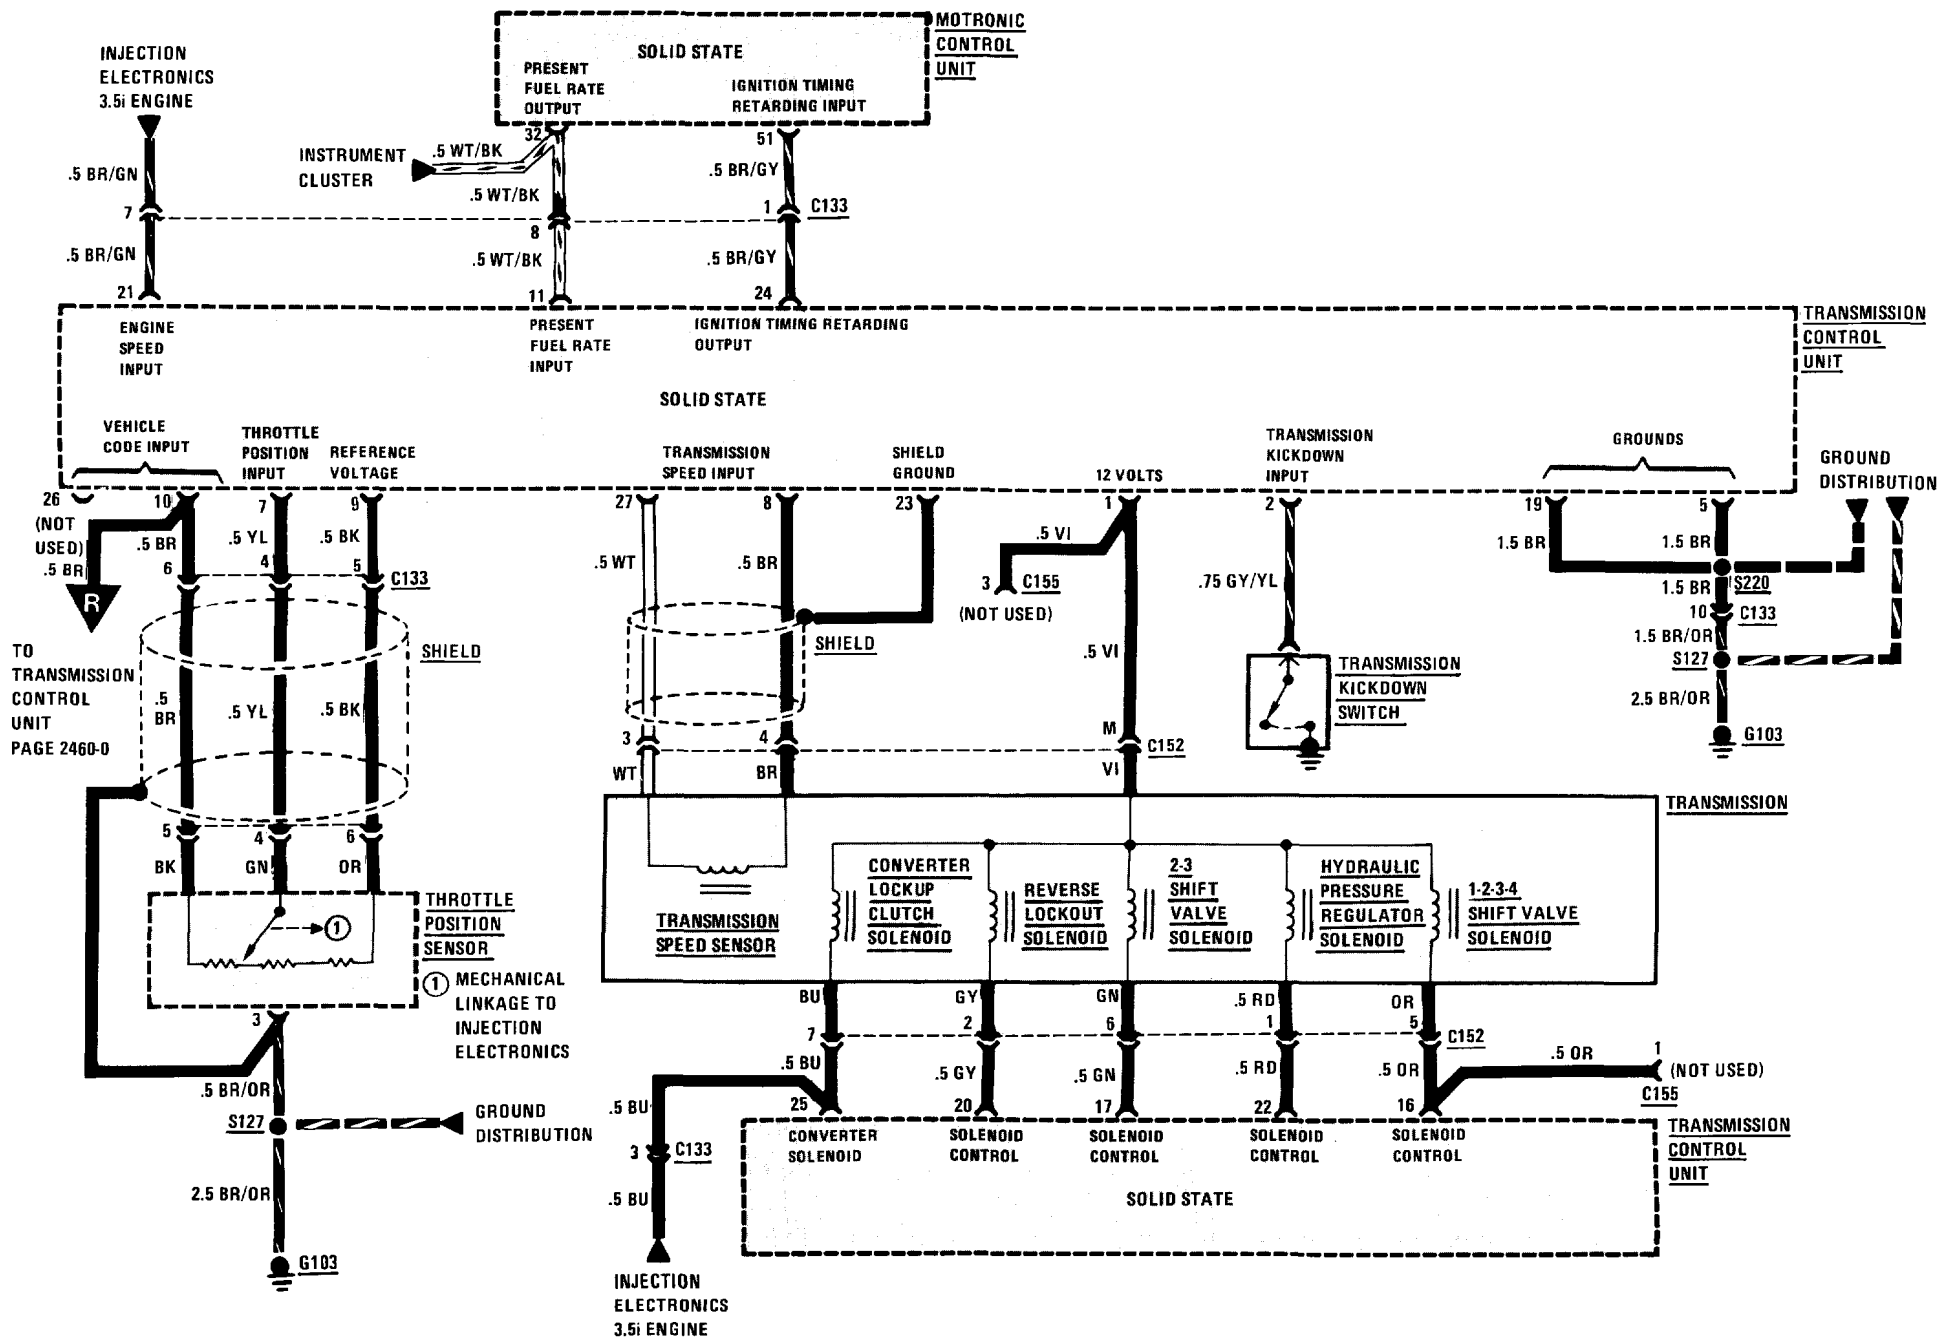 MOTRONIC
CONTROL
UNIT
SOLID STATE
PRESENT
FUEL RATE
OUTPUT
IGNITION TIMING
RETARDING INPUT
INJECTION
ELECTRONICS
3.5i ENGINE
32
51
INSTRUMENT
CLUSTER
.5 WT/BK
.5 BR/GN
.5 WT/BK
.5 BR/GY
7
8
1
C133
.5 BR/GN
.5 WT/BK
.5 BR/GY
21
11
24
TRANSMISSION
CONTROL
UNIT
ENGINE
SPEED
INPUT
PRESENT
FUEL RATE
INPUT
IGNITION TIMING RETARDING
OUTPUT
SOLID STATE
VEHICLE
CODE INPUT
THROTTLE
POSITION
INPUT
REFERENCE
VOLTAGE
TRANSMISSION
SPEED INPUT
SHIELD
GROUND
12 VOLTS
TRANSMISSION
KICKDOWN
INPUT
GROUNDS
GROUND
DISTRIBUTION
26
10
7
9
27
8
23
1
2
19
5
(NOT
USED)
.5 BR
.5 BR
.5 YL
.5 BK
6
4
5
C133
R
TO
TRANSMISSION
CONTROL
UNIT
PAGE 2460-0
SHIELD
.5
BR
.5 YL
.5 BK
5
4
6
BK
GN
OR
THROTTLE
POSITION
SENSOR
1
1 MECHANICAL
LINKAGE TO
INJECTION
ELECTRONICS
3
.5 BR/OR
S127
GROUND
DISTRIBUTION
2.5 BR/OR
G103
.5 WT
.5 BR
SHIELD
3
4
WT
BR
.5 VI
3
C155
(NOT USED)
.5 VI
M
C152
VI
.75 GY/YL
TRANSMISSION
KICKDOWN
SWITCH
1.5 BR
1.5 BR
S220
1.5 BR
10
C133
1.5 BR/OR
S127
2.5 BR/OR
G103
TRANSMISSION
TRANSMISSION
SPEED SENSOR
CONVERTER
LOCKUP
CLUTCH
SOLENOID
REVERSE
LOCKOUT
SOLENOID
2-3
SHIFT
VALVE
SOLENOID
HYDRAULIC
PRESSURE
REGULATOR
SOLENOID
1-2-3-4
SHIFT VALVE
SOLENOID
BU
GY
GN
.5 RD
OR
7
2
6
1
5
C152
.5 BU
.5 GY
.5 GN
.5 RD
.5 OR
.5 OR
1
(NOT USED)
C155
25
20
17
22
16
.5 BU
3
C133
.5 BU
INJECTION
ELECTRONICS
3.5i ENGINE
CONVERTER
SOLENOID
SOLENOID
CONTROL
SOLENOID
CONTROL
SOLENOID
CONTROL
SOLENOID
CONTROL
SOLID STATE
TRANSMISSION
CONTROL
UNIT